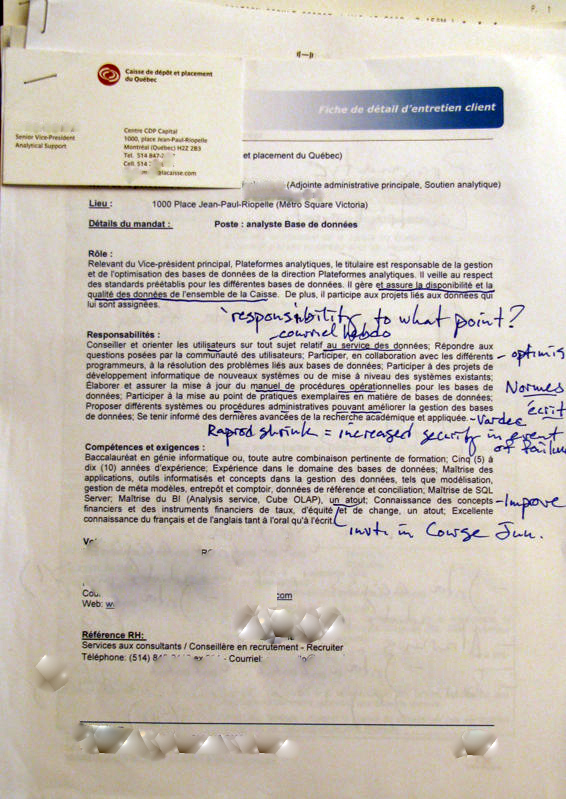 P. 1
Caisse de dépôt et placement
du Québec
Senior Vice-President
Analytical Support
Centre CDP Capital
1000, place Jean-Paul-Riopelle
Montréal (Québec) H2Z 2B3
Tel. 514 847-
Cell. 514
@lacaisse.com
Fiche de détail d'entretien client
et placement du Québec)
(Adjointe administrative principale, Soutien analytique)
Lieu : 1000 Place Jean-Paul-Riopelle (Métro Square Victoria)
Détails du mandat : Poste : analyste Base de données
Rôle :
Relevant du Vice-président principal, Plateformes analytiques, le titulaire est responsable de la gestion
et de l'optimisation des bases de données de la direction Plateformes analytiques. Il veille au respect
des standards préétablis pour les différentes bases de données. Il gère et assure la disponibilité et la
qualité des données de l'ensemble de la Caisse. De plus, il participe aux projets liés aux données qui
lui sont assignées.
'responsibility, to what point?
courriel hebdo
Responsabilités :
Conseiller et orienter les utilisateurs sur tout sujet relatif au service des données; Répondre aux
questions posées par la communauté des utilisateurs; Participer, en collaboration avec les différents
- optimis
programmeurs, à la résolution des problèmes liés aux bases de données; Participer à des projets de
développement informatique de nouveaux systèmes ou de mise à niveau des systèmes existants;
Élaborer et assurer la mise à jour du manuel de procédures opérationnelles pour les bases de
Normes
données; Participer à la mise au point de pratiques exemplaires en matière de bases de données;
écrit
Proposer différents systèmes ou procédures administratives pouvant améliorer la gestion des bases
de données; Se tenir informé des dernières avancées de la recherche académique et appliquée.
- Vardec
Raprod shrink = increased security in event
of failure
Compétences et exigences :
Baccalauréat en génie informatique ou, toute autre combinaison pertinente de formation; Cinq (5) à
dix (10) années d'expérience; Expérience dans le domaine des bases de données; Maîtrise des
applications, outils informatisés et concepts dans la gestion des données, tels que modélisation,
gestion de méta modèles, entrepôt et comptoir, données de référence et conciliation; Maîtrise de SQL
Server; Maîtrise du BI (Analysis service, Cube OLAP), un atout; Connaissance des concepts
- Improve
financiers et des instruments financiers de taux, d'équité et de change, un atout; Excellente
connaissance du français et de l'anglais tant à l'oral qu'à l'écrit
in Course Jun.
Web: w
.com
Référence RH:
Services aux consultants / Conseillère en recrutement - Recruiter
Téléphone: (514) - Courriel: